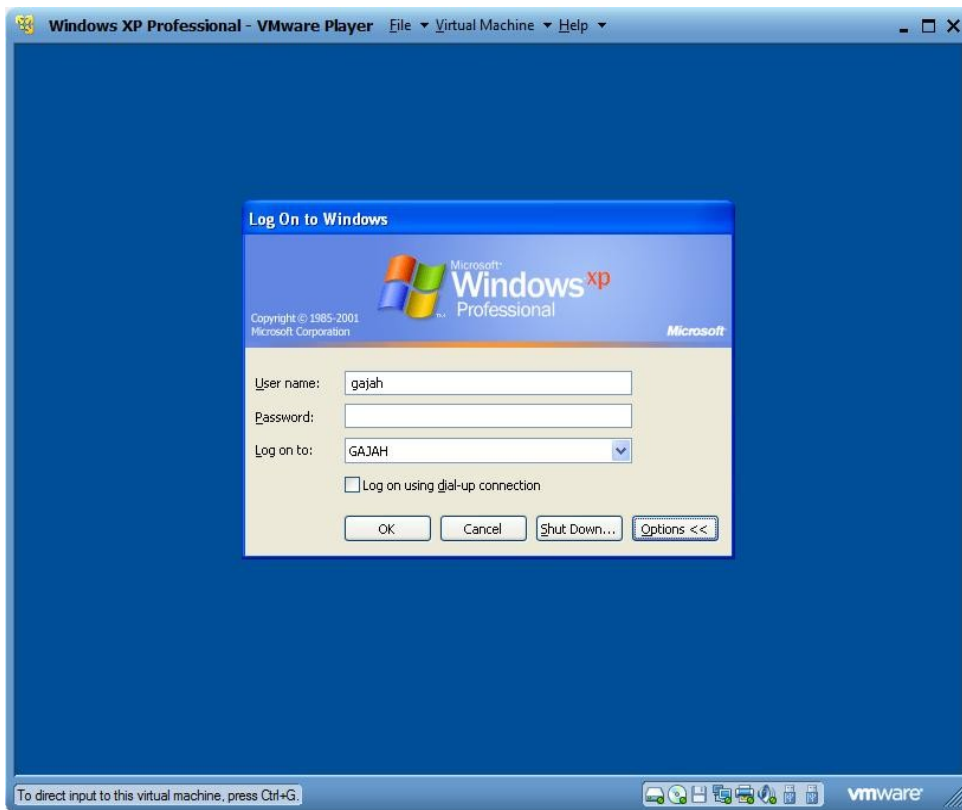 Windows XP Professional - VMware Player File Virtual Machine Help
Log On to Windows
Microsoft®
Windows xp
Professional
TM
Copyright © 1985-2001
Microsoft Corporation
Microsoft
User name: gajah
Password:
Log on to: GAJAH
Log on using dial-up connection
OK Cancel Shut Down... Options <<
To direct input to this virtual machine, press Ctrl+G.
vmware